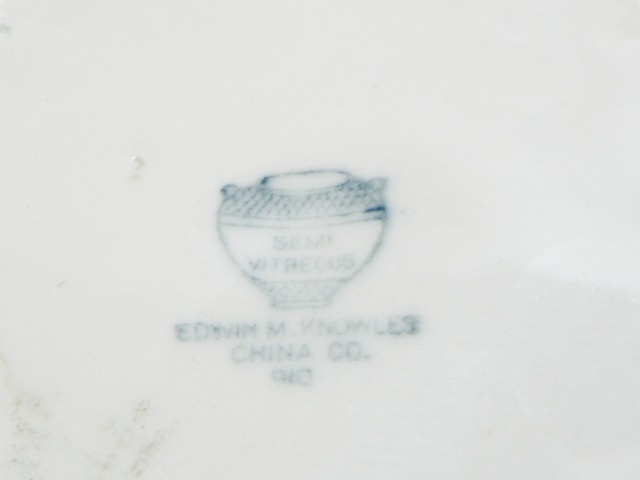 SEMI
VITREOUS
EDWIN M. KNOWLES
CHINA CO.
910